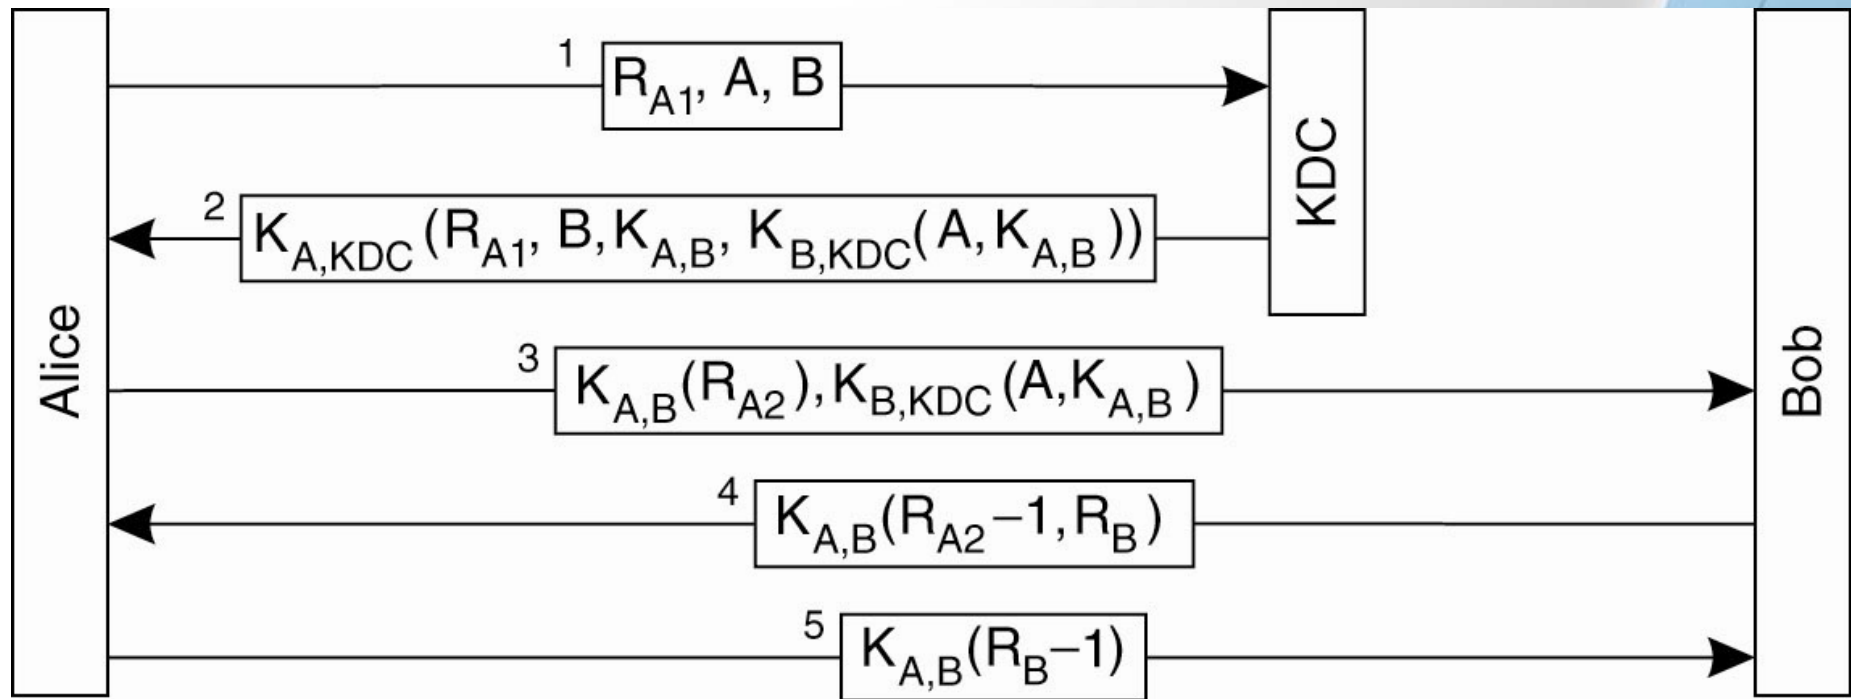 Alice
1
R_A1, A, B
KDC
2
K_A,KDC (R_A1, B, K_A,B, K_B,KDC(A, K_A,B))
3
K_A,B(R_A2), K_B,KDC (A, K_A,B)
Bob
4
K_A,B(R_A2 –1, R_B)
5
K_A,B(R_B–1)